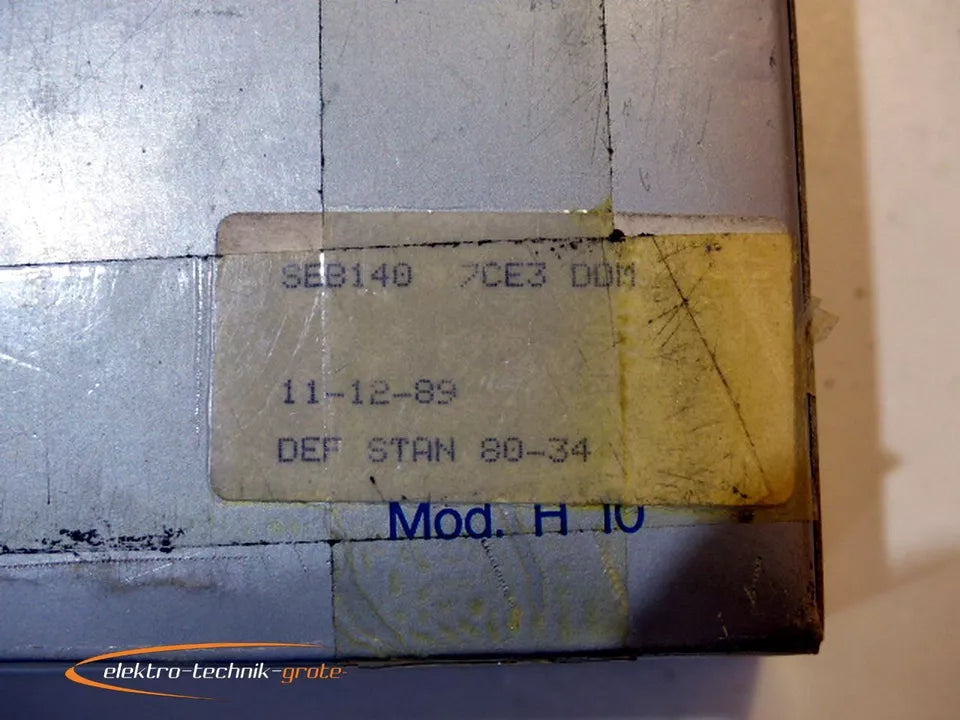 SEB140 7CE3 DDM
11-12-89
DEF STAN 80-34
Mod. H 10
elektro-technik-grote-